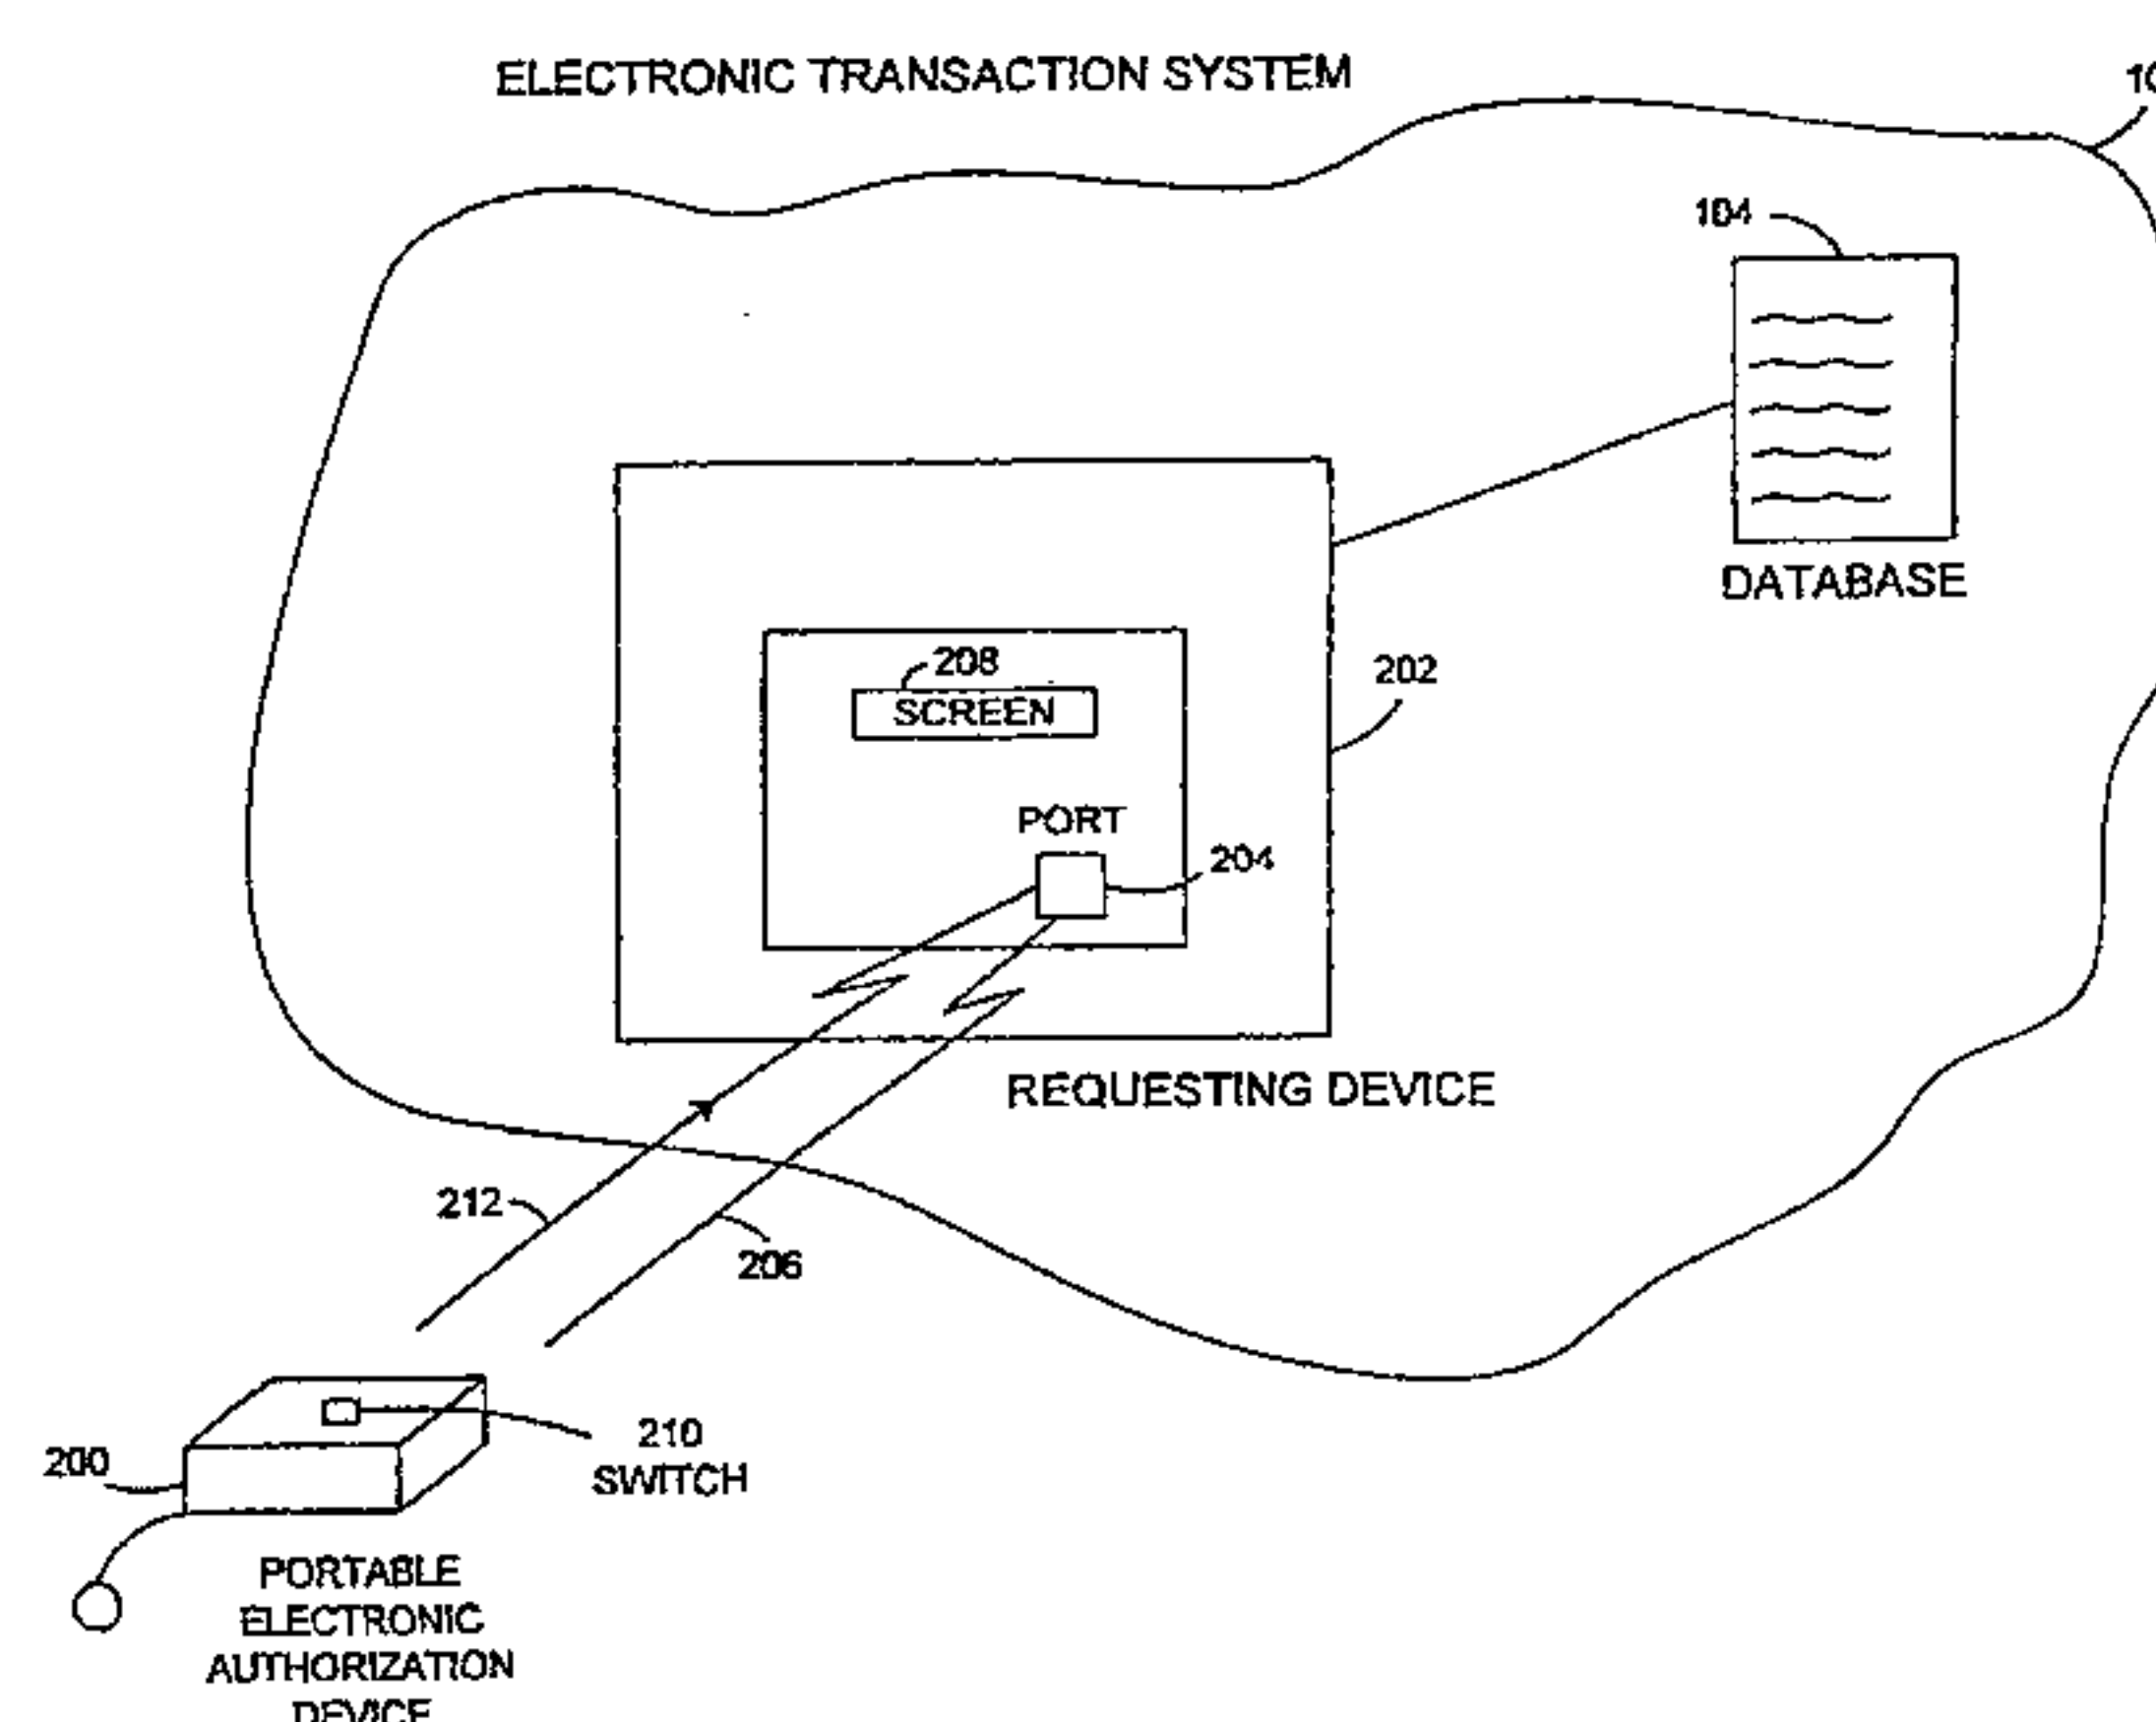 ELECTRONIC TRANSACTION SYSTEM
104
DATABASE
208
SCREEN
202
PORT
204
REQUESTING DEVICE
212
206
200
210
SWITCH
PORTABLE
ELECTRONIC
AUTHORIZATION
DEVICE